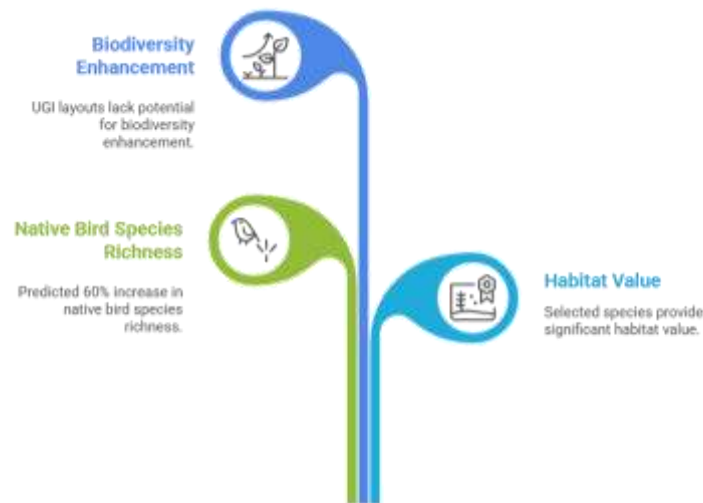 Biodiversity
Enhancement
UGI layouts lack potential
for biodiversity
enhancement.
Native Bird Species
Richness
Predicted 60% increase in
native bird species
richness.
Habitat Value
Selected species provide
significant habitat value.